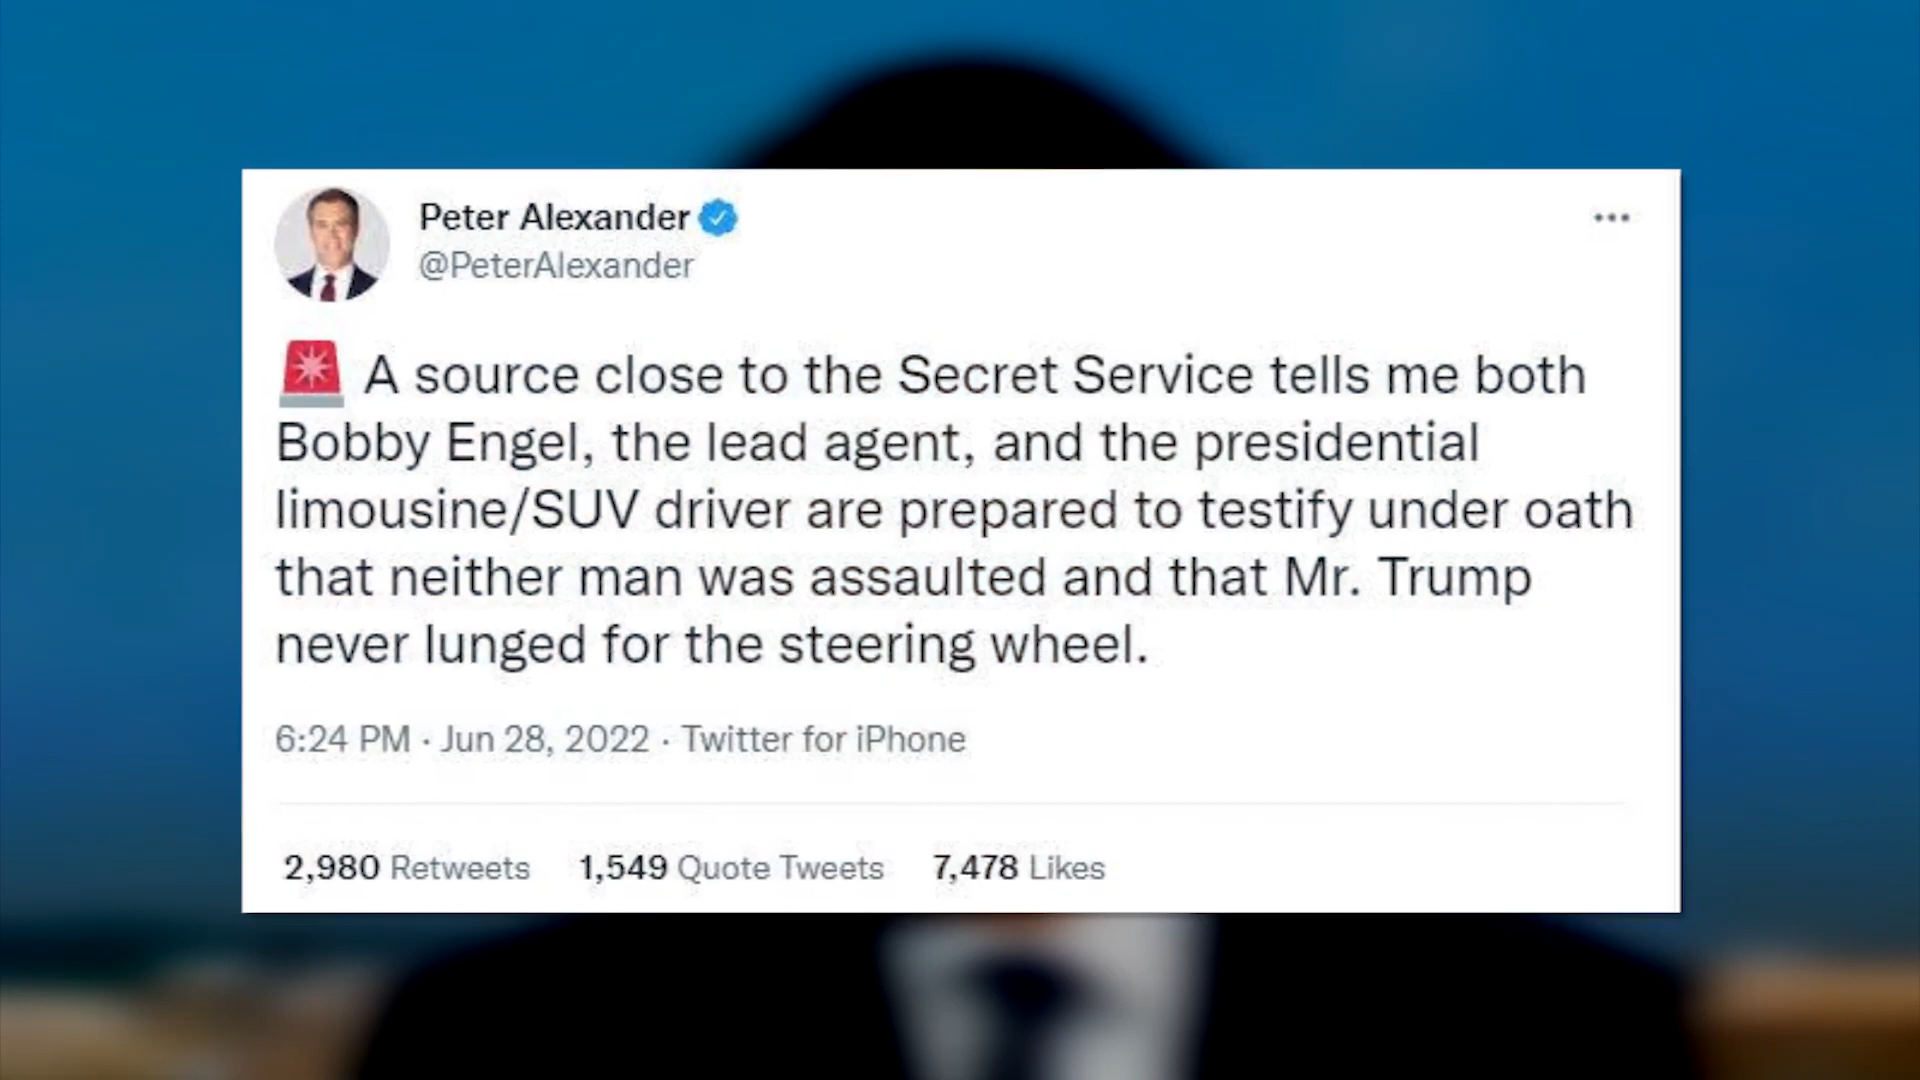 Peter Alexander
@PeterAlexander
🚨 A source close to the Secret Service tells me both
Bobby Engel, the lead agent, and the presidential
limousine/SUV driver are prepared to testify under oath
that neither man was assaulted and that Mr. Trump
never lunged for the steering wheel.
6:24 PM · Jun 28, 2022 · Twitter for iPhone
2,980 Retweets 1,549 Quote Tweets 7,478 Likes